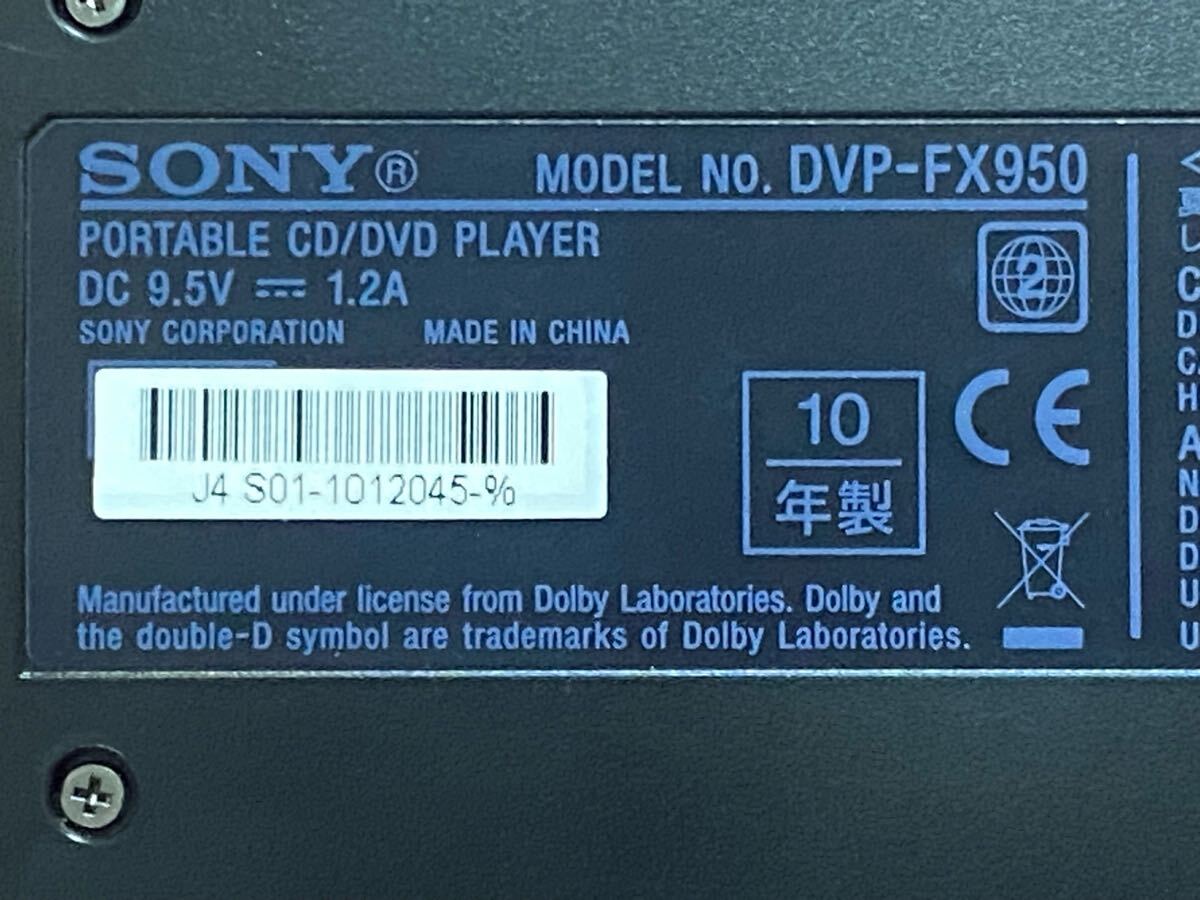 SONY®
MODEL NO. DVP-FX950
PORTABLE CD/DVD PLAYER
DC 9.5V ⎓ 1.2A
2
SONY CORPORATION MADE IN CHINA
J4 S01-1012045-%
10
年製
CE
Manufactured under license from Dolby Laboratories. Dolby and
the double-D symbol are trademarks of Dolby Laboratories.